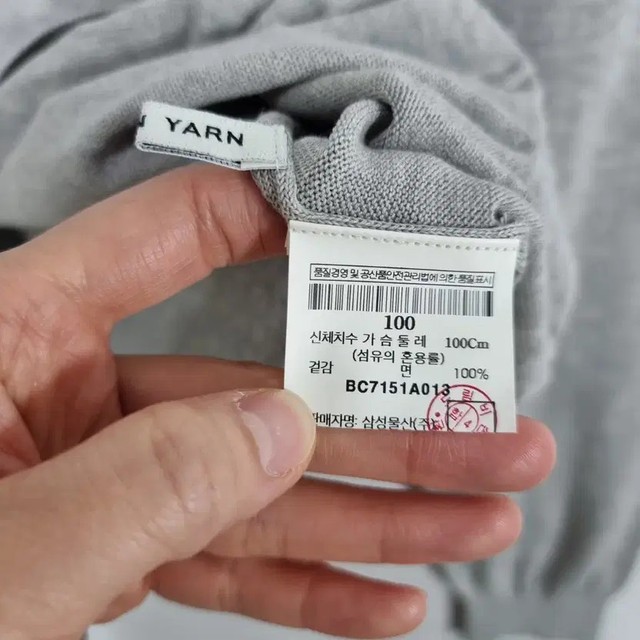 YARN
품질경영 및 공산품안전관리법에 의한 품질표시
100
신체치수 가 슴 둘 레 100Cm
(섬유의 혼용률)
겉감 면 100%
BC7151A013
판매자명: 삼성물산(주)